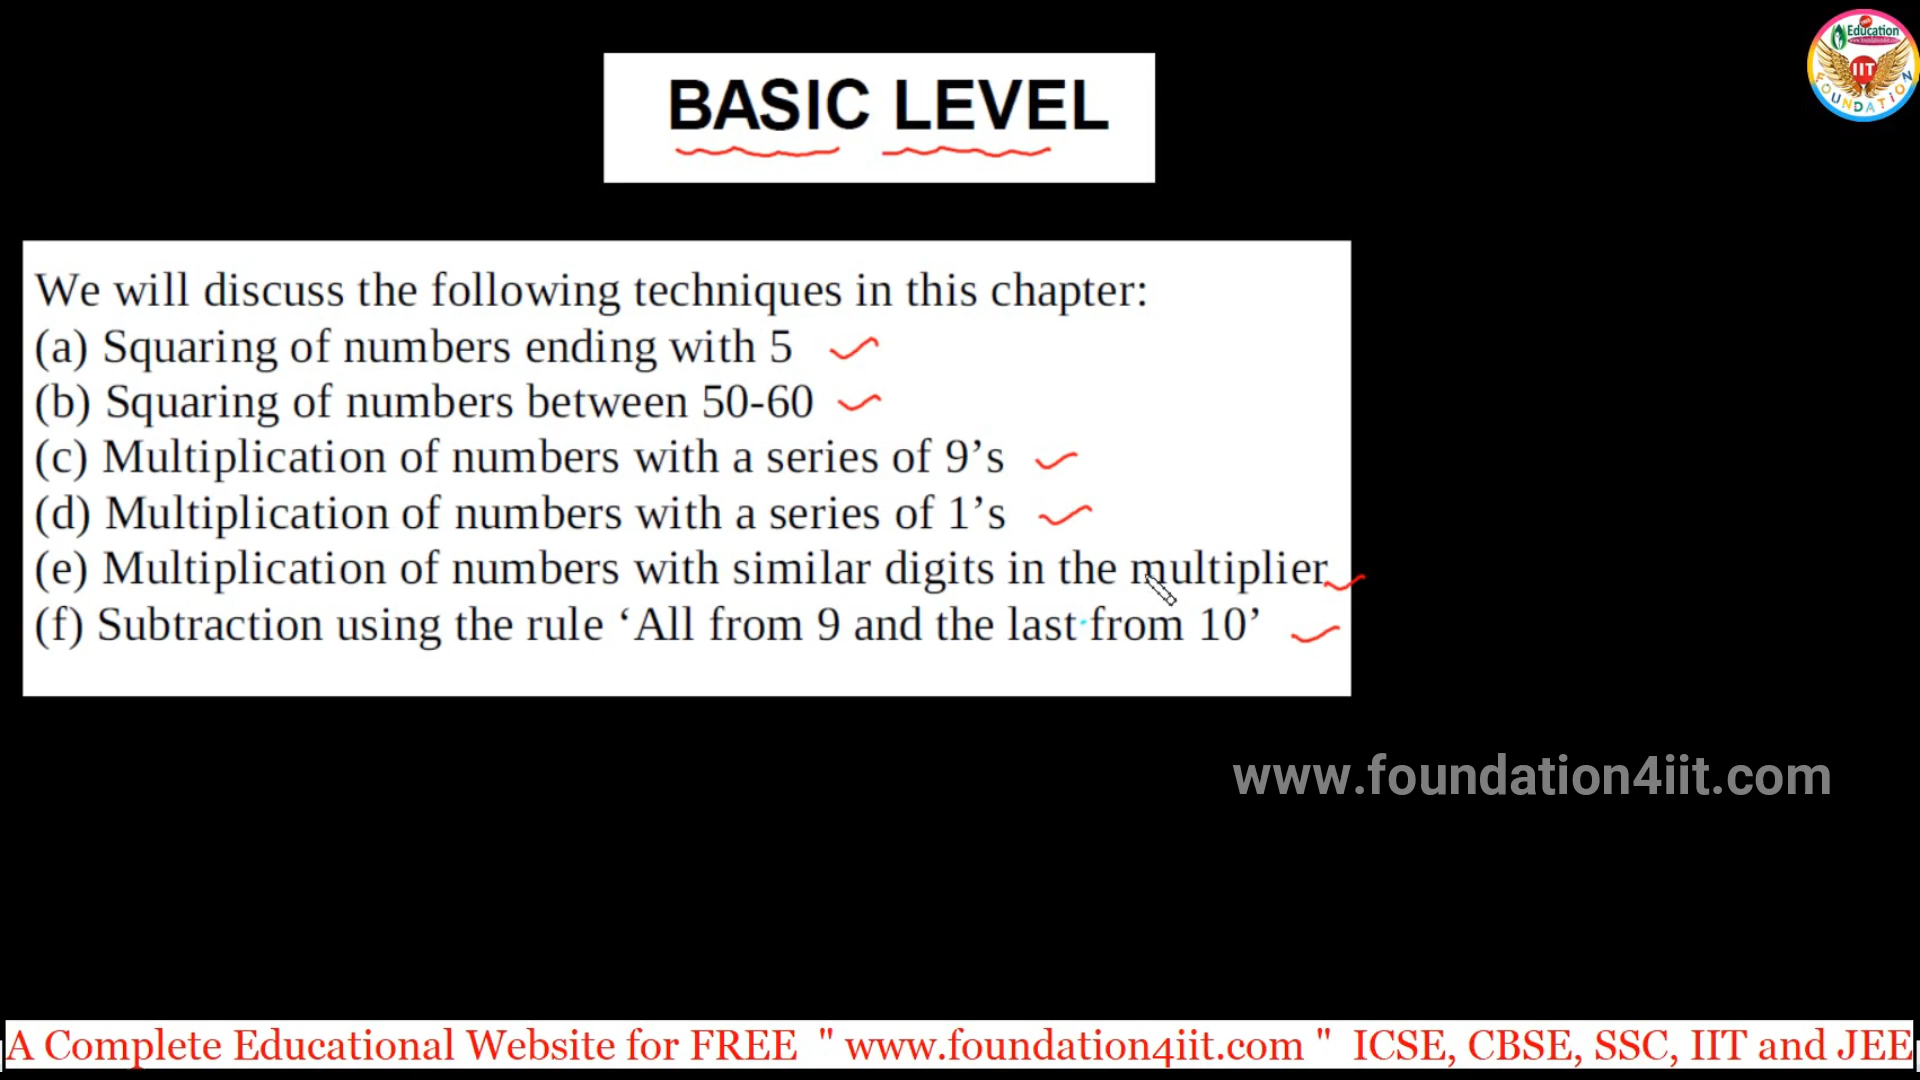 BASIC LEVEL
Education
IIT
FOUNDATION
We will discuss the following techniques in this chapter:
(a) Squaring of numbers ending with 5
(b) Squaring of numbers between 50-60
(c) Multiplication of numbers with a series of 9’s
(d) Multiplication of numbers with a series of 1’s
(e) Multiplication of numbers with similar digits in the multiplier
(f) Subtraction using the rule ‘All from 9 and the last from 10’
www.foundation4iit.com
A Complete Educational Website for FREE " www.foundation4iit.com " ICSE, CBSE, SSC, IIT and JEE